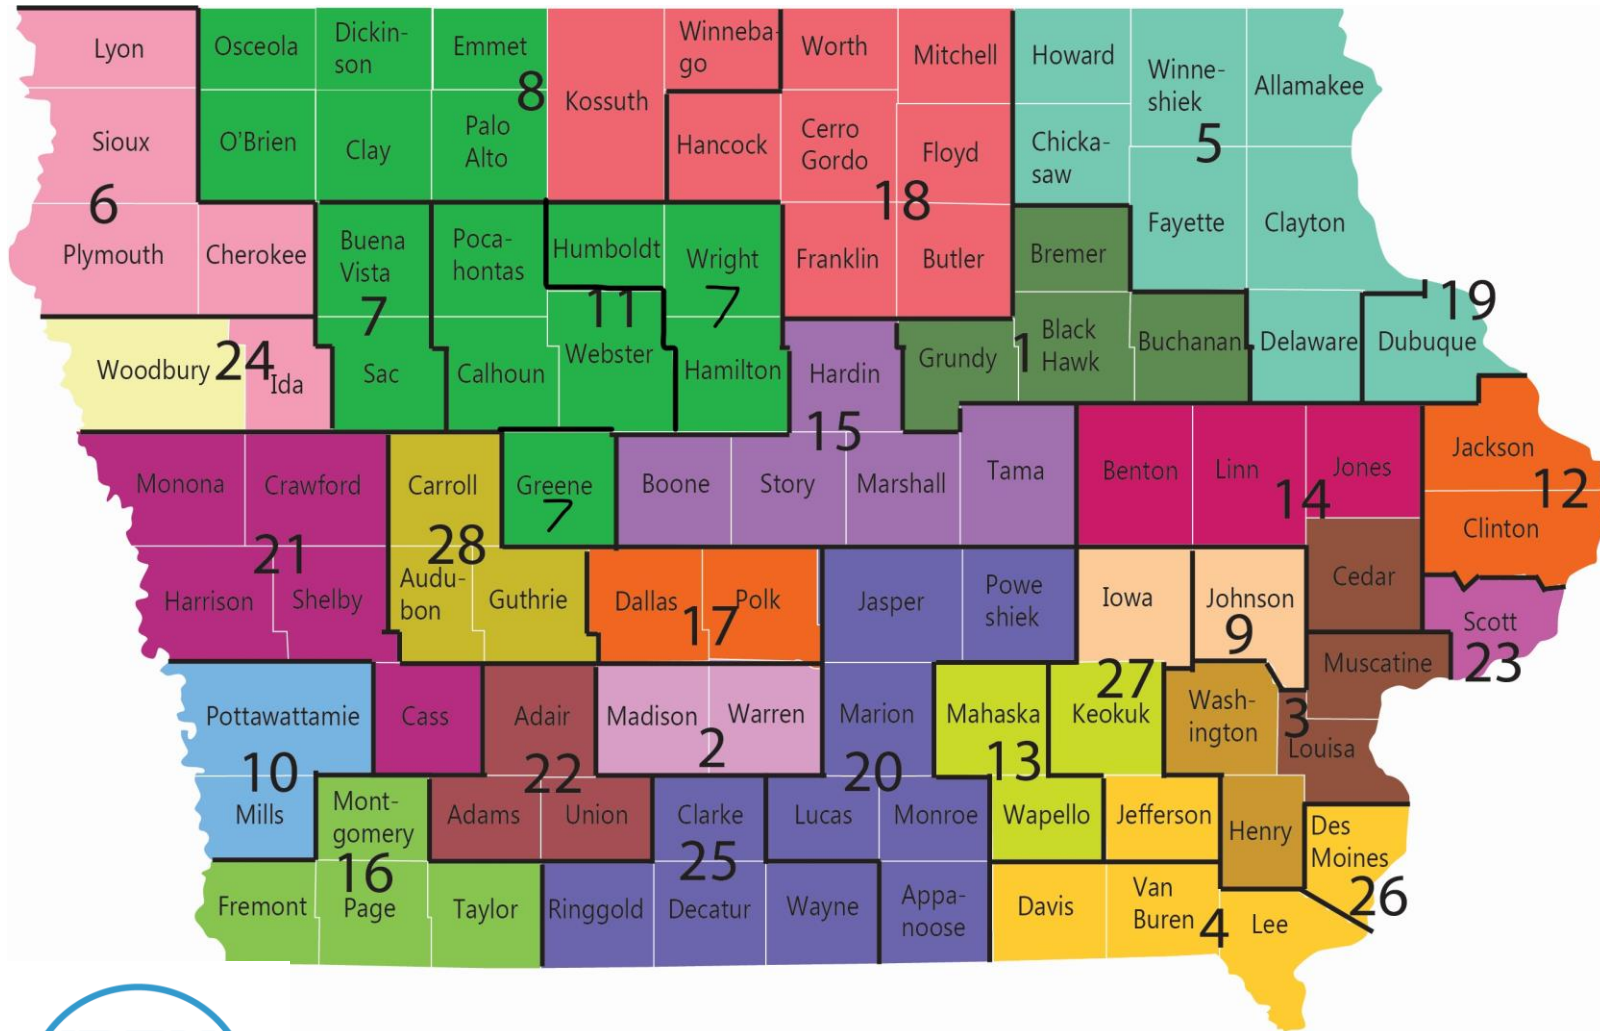 Lyon
Osceola
Dickin-
son
Emmet
8
Kossuth
Winneba-
go
Worth
Mitchell
Howard
Winne-
shiek
Allamakee
Sioux
O'Brien
Clay
Palo
Alto
Hancock
Cerro
Gordo
Floyd
Chicka-
saw
5
6
18
Plymouth
Cherokee
Buena
Vista
7
Poca-
hontas
Humboldt
11
Wright
7
Franklin
Butler
Bremer
Fayette
Clayton
19
Woodbury
24
Ida
Sac
Calhoun
Webster
Hamilton
Hardin
15
Grundy
1
Black
Hawk
Buchanan
Delaware
Dubuque
Monona
Crawford
Carroll
Greene
7
Boone
Story
Marshall
Tama
Benton
Linn
14
Jones
Jackson
12
Clinton
21
28
Harrison
Shelby
Audu-
bon
Guthrie
Dallas
17
Polk
Jasper
Powe
shiek
Iowa
Johnson
9
Cedar
Scott
23
Muscatine
Pottawattamie
10
Cass
Adair
22
Madison
Warren
2
Marion
20
Mahaska
13
27
Keokuk
Wash-
ington
3
Louisa
Mills
Mont-
gomery
16
Adams
Union
Clarke
25
Lucas
Monroe
Wapello
Jefferson
Henry
Des
Moines
26
Fremont
Page
Taylor
Ringgold
Decatur
Wayne
Appa-
noose
Davis
Van
Buren
4
Lee